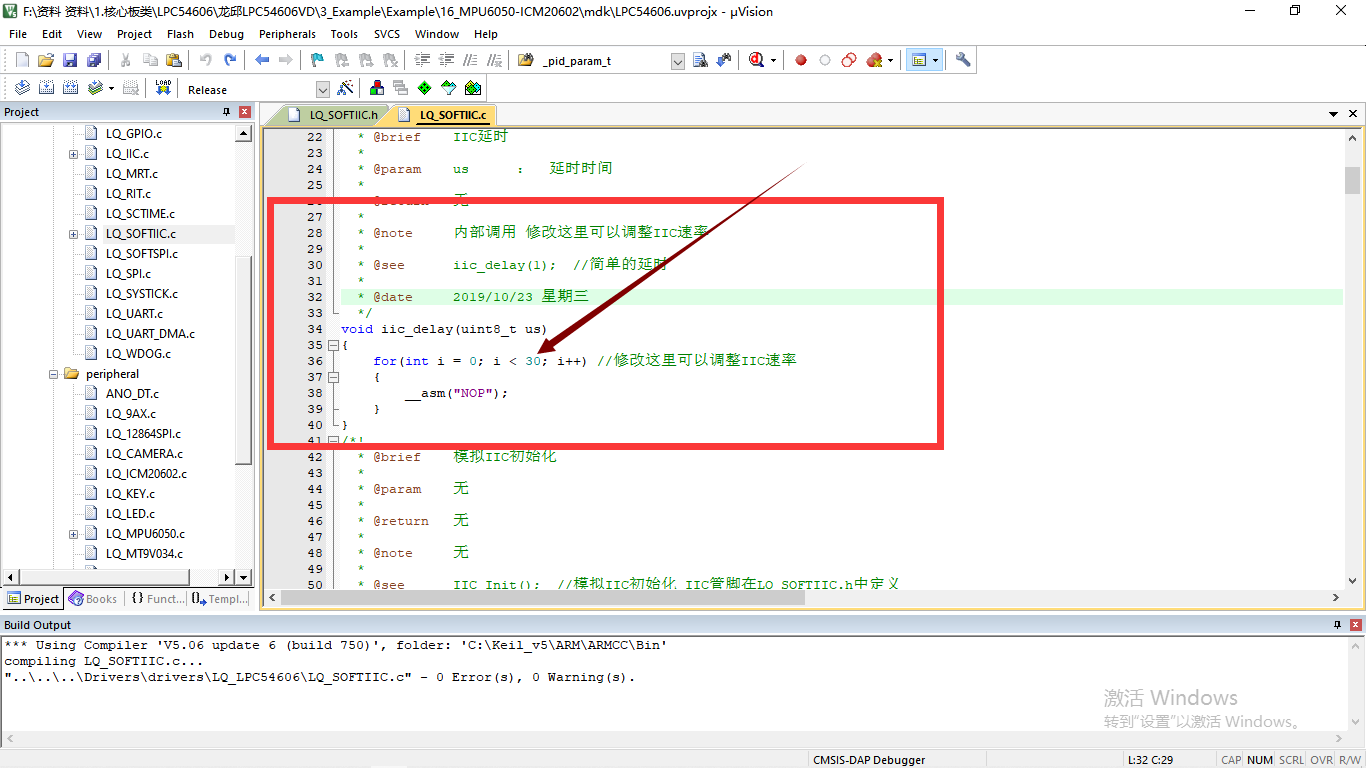 F:\资料 资料\1.核心板类\LPC54606\龙邱LPC54606VD\3_Example\Example\16_MPU6050-ICM20602\mdk\LPC54606.uvprojx - µVision
File Edit View Project Flash Debug Peripherals Tools SVCS Window Help
_pid_param_t
LOAD
Release
Project
LQ_GPIO.c
LQ_IIC.c
LQ_MRT.c
LQ_RIT.c
LQ_SCTIME.c
LQ_SOFTIIC.c
LQ_SOFTSPI.c
LQ_SPI.c
LQ_SYSTICK.c
LQ_UART.c
LQ_UART_DMA.c
LQ_WDOG.c
peripheral
ANO_DT.c
LQ_9AX.c
LQ_12864SPI.c
LQ_CAMERA.c
LQ_ICM20602.c
LQ_KEY.c
LQ_LED.c
LQ_MPU6050.c
LQ_MT9V034.c
Project Books {} Funct... Templ...
LQ_SOFTIIC.h LQ_SOFTIIC.c
22 * @brief IIC延时
23 *
24 * @param us : 延时时间
25 *
26 * @return 无
27 *
28 * @note 内部调用 修改这里可以调整IIC速率
29 *
30 * @see iic_delay(1); //简单的延时
31 *
32 * @date 2019/10/23 星期三
33 */
34 void iic_delay(uint8_t us)
35 {
36 for(int i = 0; i < 30; i++) //修改这里可以调整IIC速率
37 {
38 __asm("NOP");
39 }
40 }
41 /*!
42 * @brief 模拟IIC初始化
43 *
44 * @param 无
45 *
46 * @return 无
47 *
48 * @note 无
49 *
50 * @see IIC_Init(); //模拟IIC初始化 IIC管脚在LQ_SOFTIIC.h中定义
Build Output
*** Using Compiler 'V5.06 update 6 (build 750)', folder: 'C:\Keil_v5\ARM\ARMCC\Bin'
compiling LQ_SOFTIIC.c...
"..\..\..\Drivers\drivers\LQ_LPC54606\LQ_SOFTIIC.c" - 0 Error(s), 0 Warning(s).
激活 Windows
转到“设置”以激活 Windows。
CMSIS-DAP Debugger L:32 C:29 CAP NUM SCRL OVR R/W